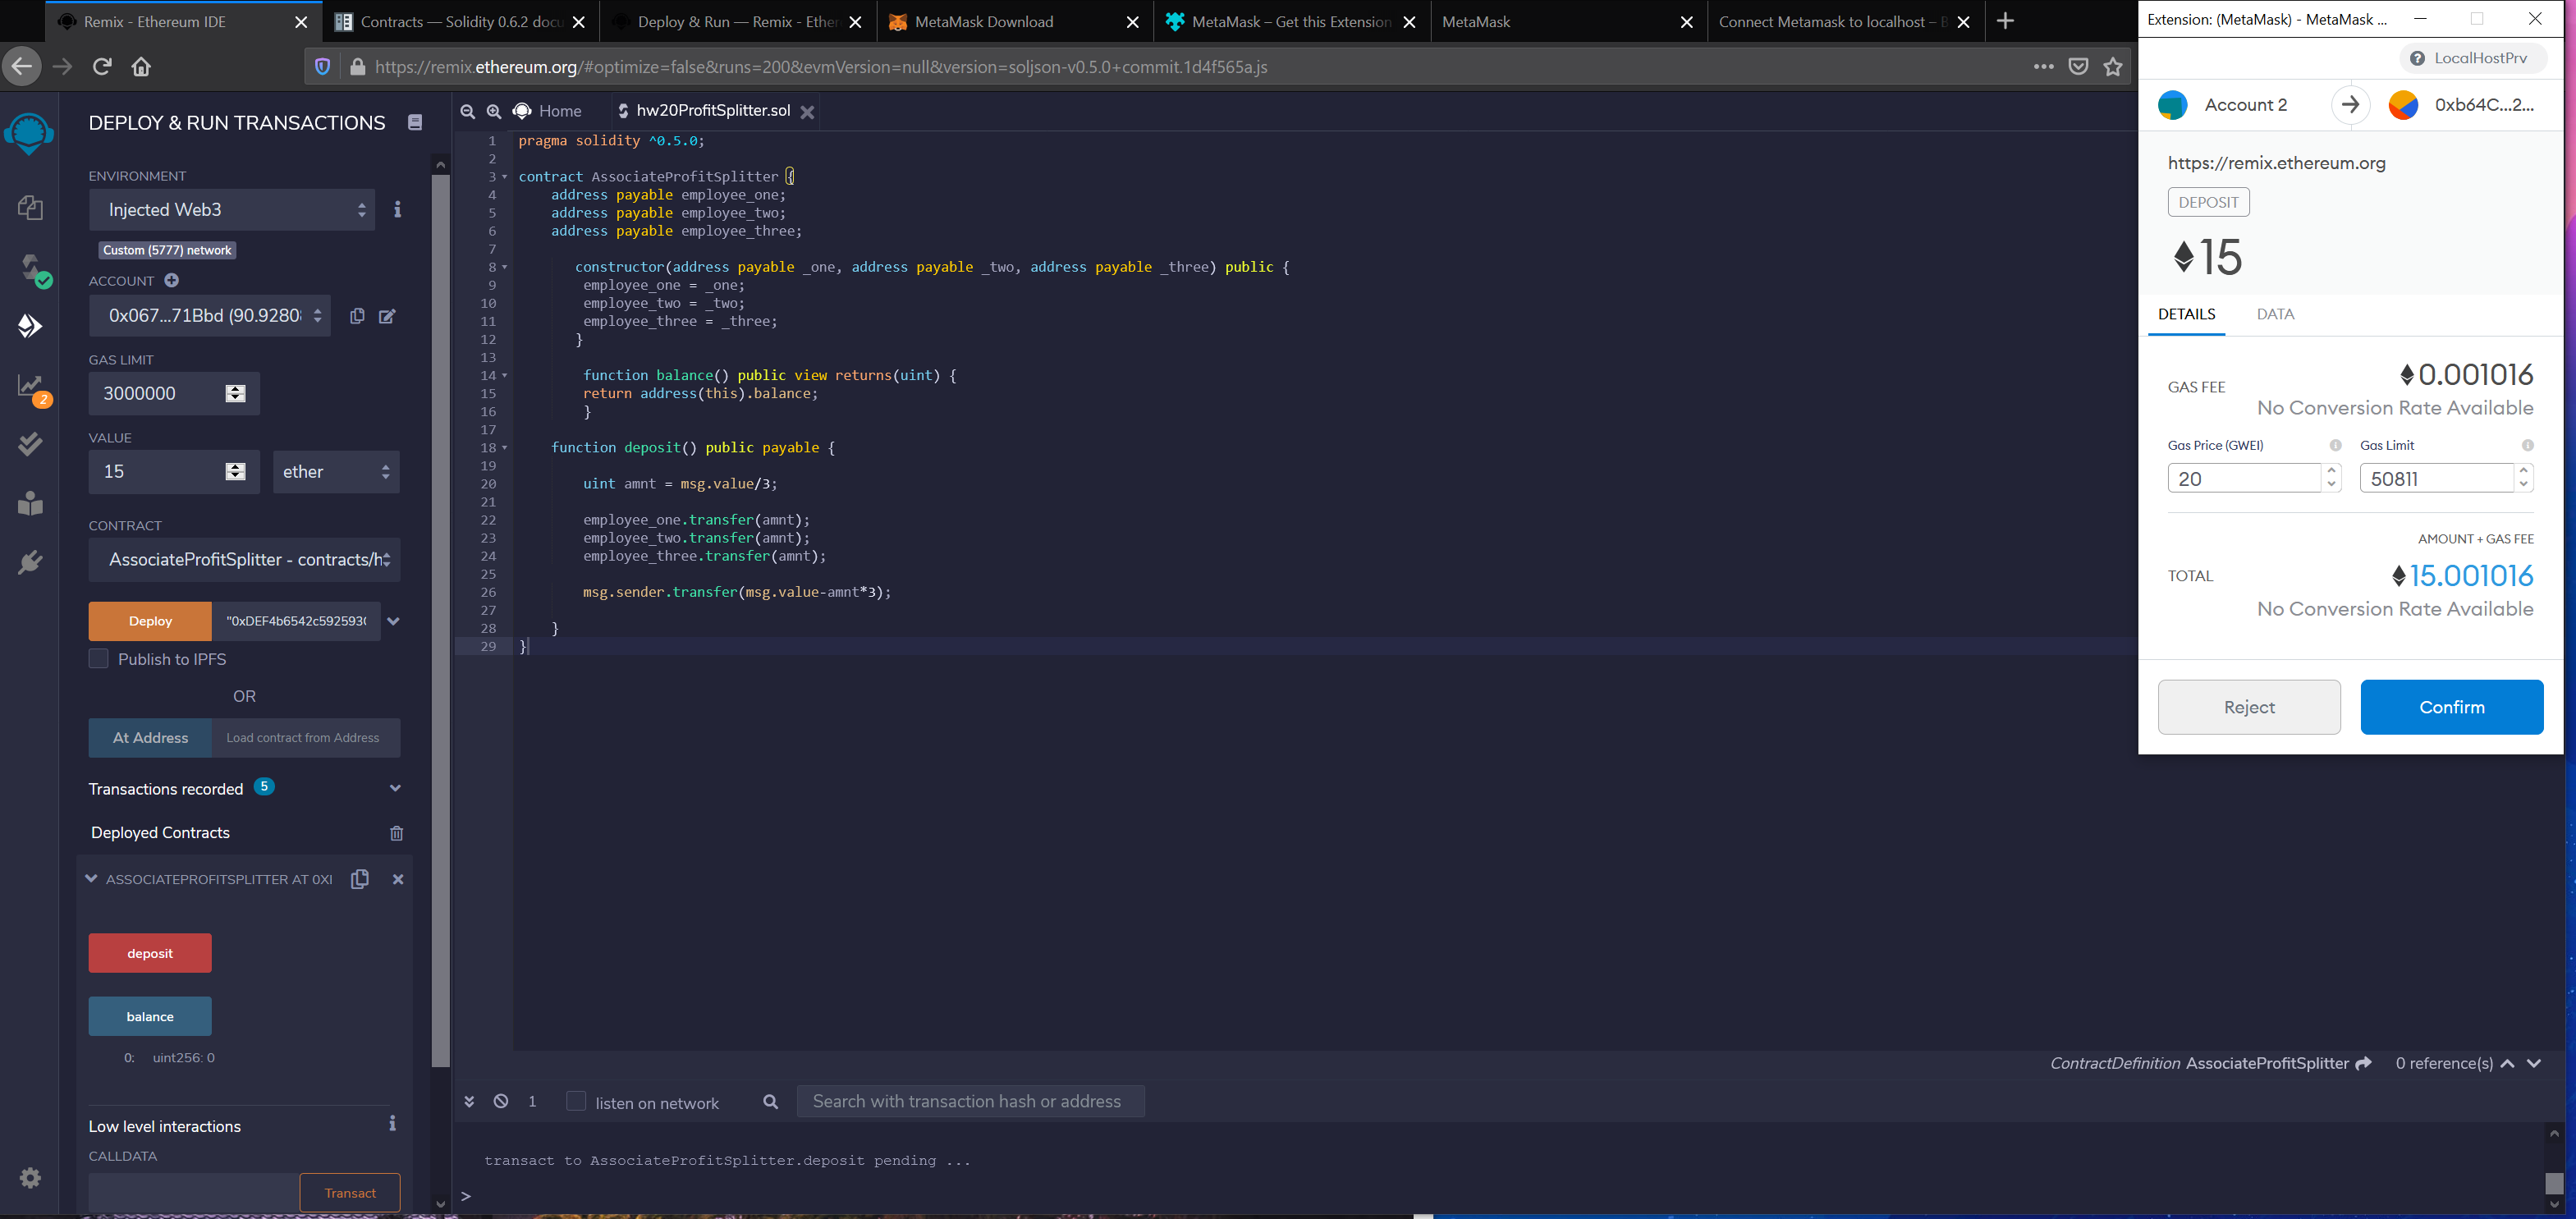 Remix - Ethereum IDE
Contracts — Solidity 0.6.2 docu
Deploy & Run — Remix - Ether
MetaMask Download
MetaMask – Get this Extension
MetaMask
Connect Metamask to localhost –
https://remix.ethereum.org/#optimize=false&runs=200&evmVersion=null&version=soljson-v0.5.0+commit.1d4f565a.js
DEPLOY & RUN TRANSACTIONS
ENVIRONMENT
Injected Web3
Custom (5777) network
ACCOUNT
0x067...71Bbd (90.9280
GAS LIMIT
3000000
VALUE
15
ether
CONTRACT
AssociateProfitSplitter - contracts/h
Deploy
"0xDEF4b6542c592593(
Publish to IPFS
OR
At Address
Load contract from Address
Transactions recorded 5
Deployed Contracts
ASSOCIATEPROFITSPLITTER AT 0X
deposit
balance
0: uint256: 0
Low level interactions
CALLDATA
Transact
2
Home
hw20ProfitSplitter.sol
1 pragma solidity ^0.5.0;
2
3 contract AssociateProfitSplitter {
4 address payable employee_one;
5 address payable employee_two;
6 address payable employee_three;
7
8 constructor(address payable _one, address payable _two, address payable _three) public {
9 employee_one = _one;
10 employee_two = _two;
11 employee_three = _three;
12 }
13
14 function balance() public view returns(uint) {
15 return address(this).balance;
16 }
17
18 function deposit() public payable {
19
20 uint amnt = msg.value/3;
21
22 employee_one.transfer(amnt);
23 employee_two.transfer(amnt);
24 employee_three.transfer(amnt);
25
26 msg.sender.transfer(msg.value-amnt*3);
27
28 }
29 }
ContractDefinition AssociateProfitSplitter
0 reference(s)
1
listen on network
Search with transaction hash or address
transact to AssociateProfitSplitter.deposit pending ...
>
Extension: (MetaMask) - MetaMask ...
LocalHostPrv
Account 2
0xb64C...2...
https://remix.ethereum.org
DEPOSIT
15
DETAILS
DATA
GAS FEE
0.001016
No Conversion Rate Available
Gas Price (GWEI)
Gas Limit
20
50811
AMOUNT + GAS FEE
TOTAL
15.001016
No Conversion Rate Available
Reject
Confirm